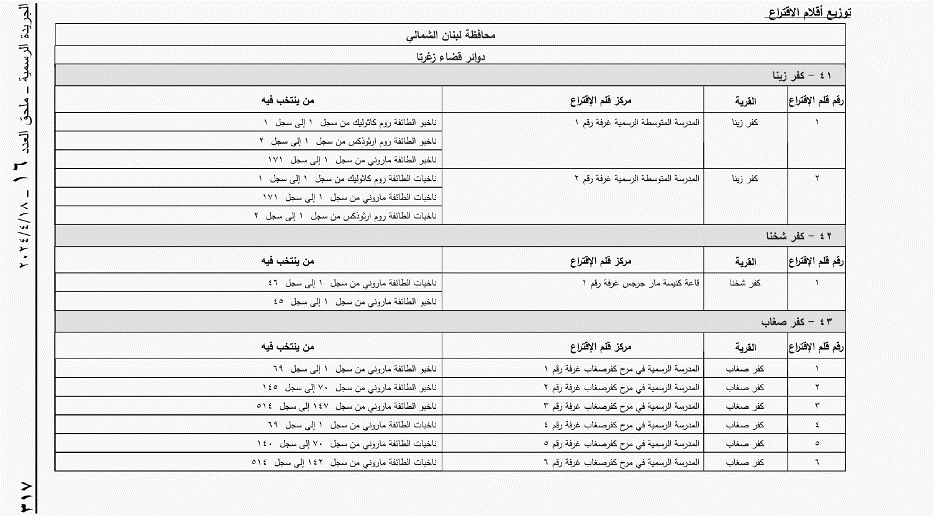 توزيع أقلام الاقتراع
محافظة لبنان الشمالي
دوائر قضاء زغرتا
٤١ - كفر زينا
رقم قلم الإقتراع القرية مركز قلم الإقتراع من ينتخب فيه
١ كفر زينا المدرسة المتوسطة الرسمية غرفة رقم ١ ناخبو الطائفة روم كاثوليك من سجل ١ إلى سجل ١
ناخبو الطائفة روم ارثوذكس من سجل ١ إلى سجل ٢
ناخبو الطائفة ماروني من سجل ١ إلى سجل ١٧١
٢ كفر زينا المدرسة المتوسطة الرسمية غرفة رقم ٢ ناخبات الطائفة روم كاثوليك من سجل ١ إلى سجل ١
ناخبات الطائفة ماروني من سجل ١ إلى سجل ١٧١
ناخبات الطائفة روم ارثوذكس من سجل ١ إلى سجل ٢
٤٢ - كفر شخنا
رقم قلم الإقتراع القرية مركز قلم الإقتراع من ينتخب فيه
١ كفر شخنا قاعة كنيسة مار جرجس غرفة رقم ١ ناخبات الطائفة ماروني من سجل ١ إلى سجل ٤٦
ناخبو الطائفة ماروني من سجل ١ إلى سجل ٤٥
٤٣ - كفر صغاب
رقم قلم الإقتراع القرية مركز قلم الإقتراع من ينتخب فيه
١ كفر صغاب المدرسة الرسمية في مرح كفرصغاب غرفة رقم ١ ناخبو الطائفة ماروني من سجل ١ إلى سجل ٦٩
٢ كفر صغاب المدرسة الرسمية في مرح كفرصغاب غرفة رقم ٢ ناخبو الطائفة ماروني من سجل ٧٠ إلى سجل ١٤٥
٣ كفر صغاب المدرسة الرسمية في مرح كفرصغاب غرفة رقم ٣ ناخبو الطائفة ماروني من سجل ١٤٧ إلى سجل ٥١٤
٤ كفر صغاب المدرسة الرسمية في مرح كفرصغاب غرفة رقم ٤ ناخبات الطائفة ماروني من سجل ١ إلى سجل ٦٩
٥ كفر صغاب المدرسة الرسمية في مرح كفرصغاب غرفة رقم ٥ ناخبات الطائفة ماروني من سجل ٧٠ إلى سجل ١٤٠
٦ كفر صغاب المدرسة الرسمية في مرح كفرصغاب غرفة رقم ٦ ناخبات الطائفة ماروني من سجل ١٤٢ إلى سجل ٥١٤
الجريدة الرسمية - ملحق العدد ١٦ - ٢٠٢٤/٤/١٨
٣١٧